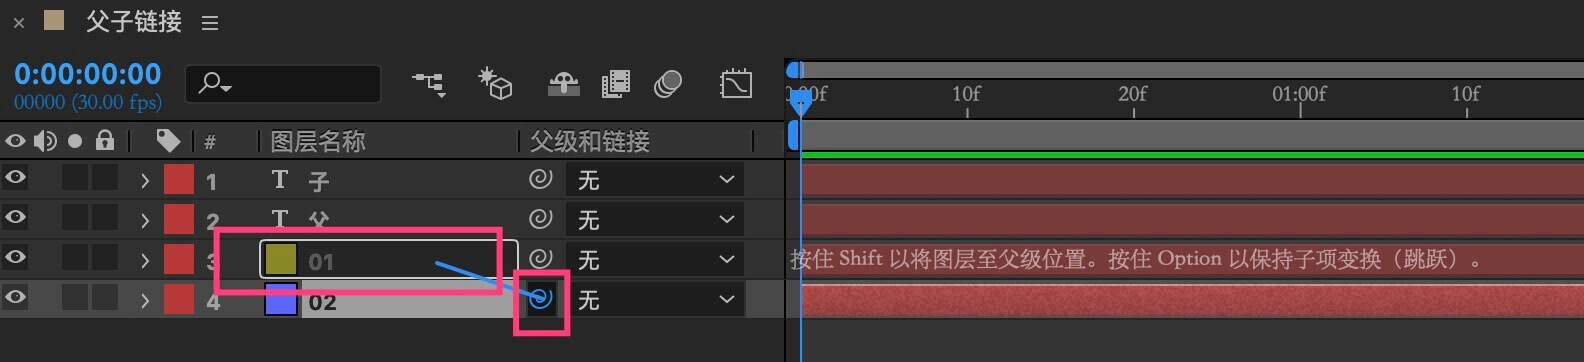 × 父子链接
0:00:00:00
00000 (30.00 fps)
:00f 10f 20f 01:00f 10f
# 图层名称 父级和链接
1 T 子 无
2 T 父 无
3 01 无 按住 Shift 以将图层至父级位置。按住 Option 以保持子项变换（跳跃）。
4 02 无